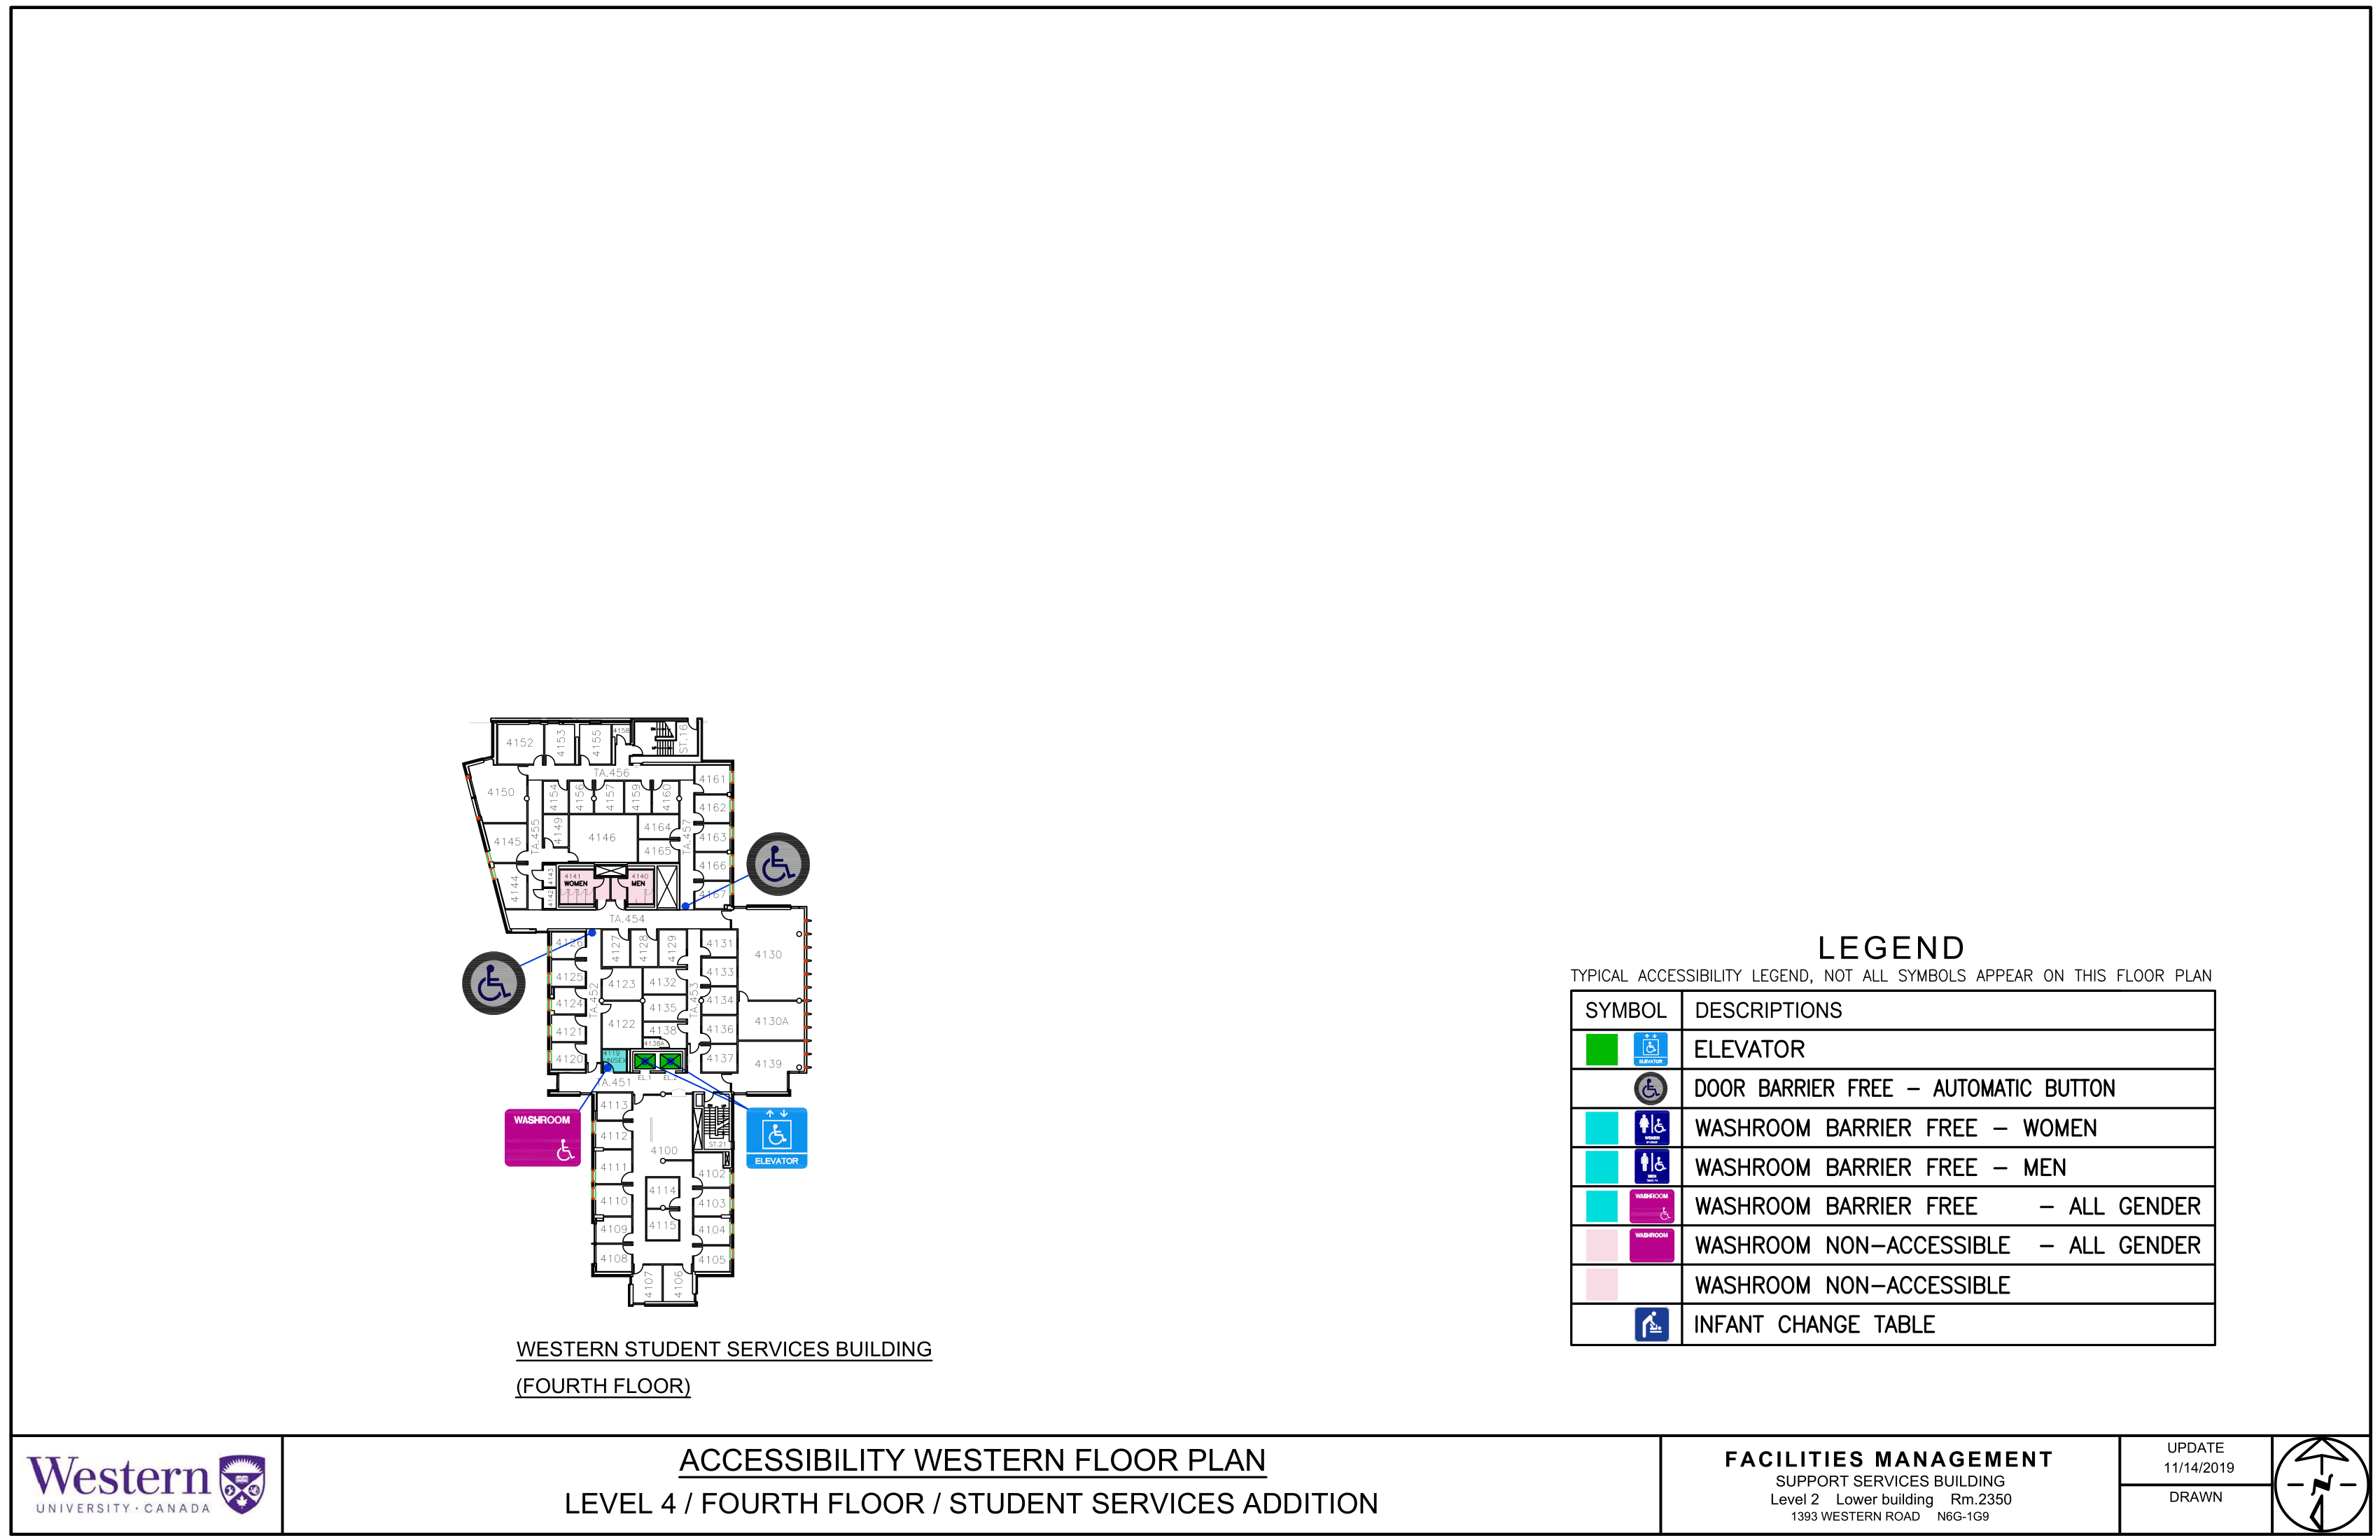 4152
4153
4155
4158
ST.16
TA.456
4161
4150
4154
4156
4157
4159
4160
4162
4149
4164
TA.457
4163
4145
TA.455
4146
4165
4166
4144
4143
4142
4141
WOMEN
4140
MEN
4167
TA.454
4126
4127
4128
4129
4131
4130
4125
4123
4132
4133
4124
TA.452
4135
TA.453
4134
4121
4122
4138
4136
4130A
4138A
4120
4119
UNISEX
4137
4139
TA.451
EL.1
EL.2
4113
4112
4100
ST.21
WASHROOM
ELEVATOR
4111
4102
4110
4114
4103
4109
4115
4104
4108
4105
4107
4106
WESTERN STUDENT SERVICES BUILDING
(FOURTH FLOOR)
LEGEND
TYPICAL ACCESSIBILITY LEGEND, NOT ALL SYMBOLS APPEAR ON THIS FLOOR PLAN
SYMBOL DESCRIPTIONS
ELEVATOR ELEVATOR
DOOR BARRIER FREE - AUTOMATIC BUTTON
WOMEN WASHROOM BARRIER FREE - WOMEN
WASHROOM BARRIER FREE - MEN
WASHROOM WASHROOM BARRIER FREE - ALL GENDER
WASHROOM WASHROOM NON-ACCESSIBLE - ALL GENDER
WASHROOM NON-ACCESSIBLE
INFANT CHANGE TABLE
Western
UNIVERSITY · CANADA
ACCESSIBILITY WESTERN FLOOR PLAN
LEVEL 4 / FOURTH FLOOR / STUDENT SERVICES ADDITION
FACILITIES MANAGEMENT
SUPPORT SERVICES BUILDING
Level 2 Lower building Rm.2350
1393 WESTERN ROAD N6G-1G9
UPDATE
11/14/2019
DRAWN
N